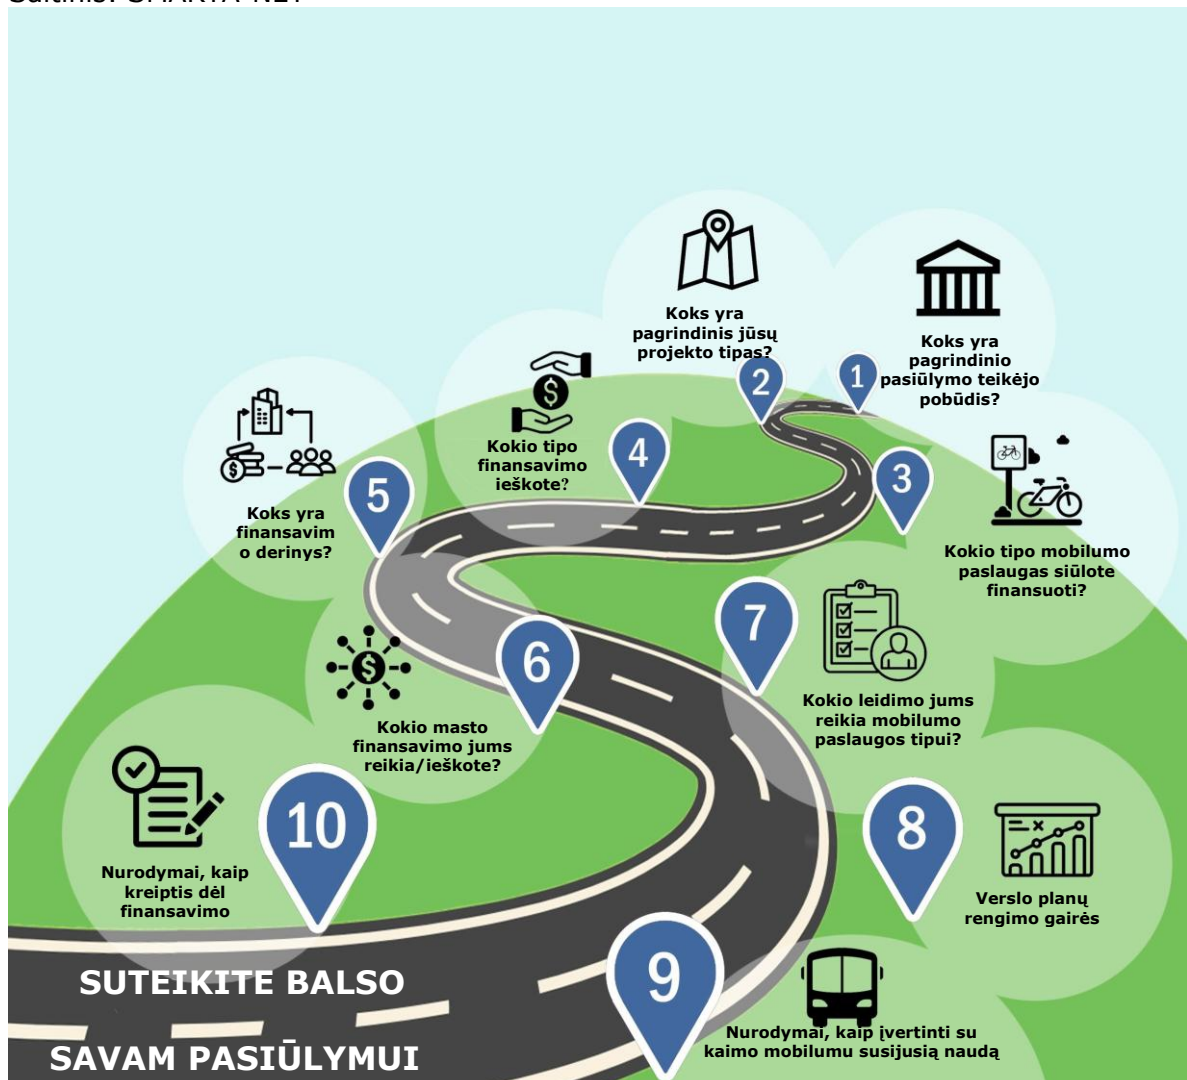 Šaltinis: SMARTA-NET
1
Koks yra
pagrindinio
pasiūlymo teikėjo
pobūdis?
2
Koks yra
pagrindinis jūsų
projekto tipas?
3
Kokio tipo mobilumo
paslaugas siūlote
finansuoti?
4
Kokio tipo
finansavimo
ieškote?
5
Koks yra
finansavim
o derinys?
6
Kokio masto
finansavimo jums
reikia/ieškote?
7
Kokio leidimo jums
reikia mobilumo
paslaugos tipui?
8
Verslo planų
rengimo gairės
9
Nurodymai, kaip įvertinti su
kaimo mobilumu susijusią naudą
10
Nurodymai, kaip
kreiptis dėl
finansavimo
SUTEIKITE BALSO
SAVAM PASIŪLYMUI